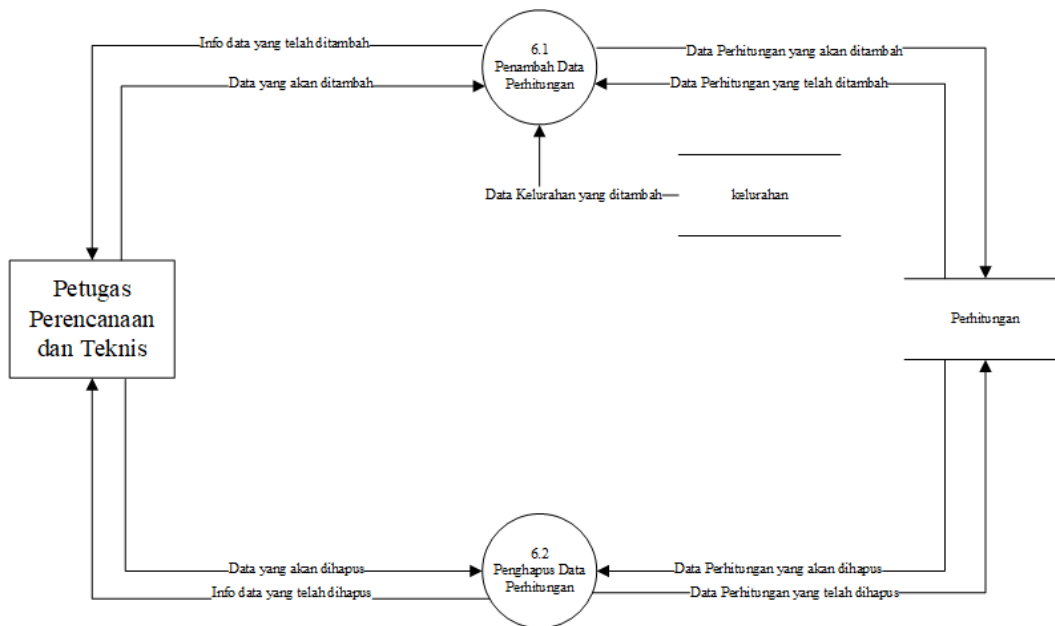 6.1
Penambah Data
Perhitungan
Info data yang telah ditambah
Data Perhitungan yang akan ditambah
Data yang akan ditambah
Data Perhitungan yang telah ditambah
Data Kelurahan yang ditambah
kelurahan
Petugas
Perencanaan
dan Teknis
Perhitungan
6.2
Penghapus Data
Perhitungan
Data yang akan dihapus
Data Perhitungan yang akan dihapus
Info data yang telah dihapus
Data Perhitungan yang telah dihapus